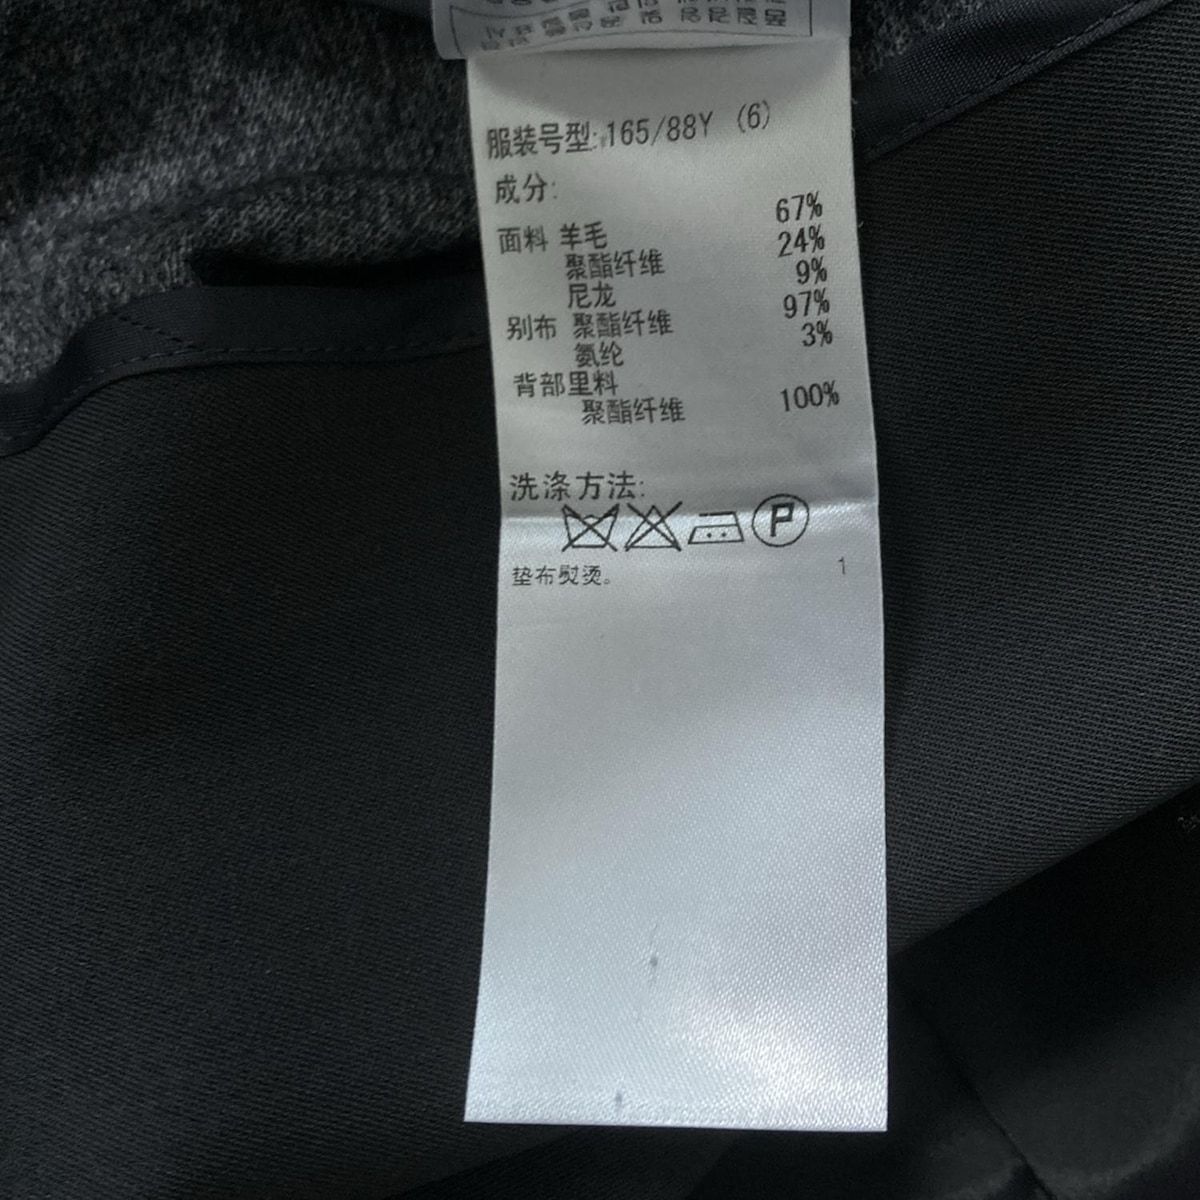 服装号型:165/88Y (6)
成分:
面料 羊毛 67%
聚酯纤维 24%
尼龙 9%
别布 聚酯纤维 97%
氨纶 3%
背部里料
聚酯纤维 100%
洗涤方法:
P
垫布熨烫。 1